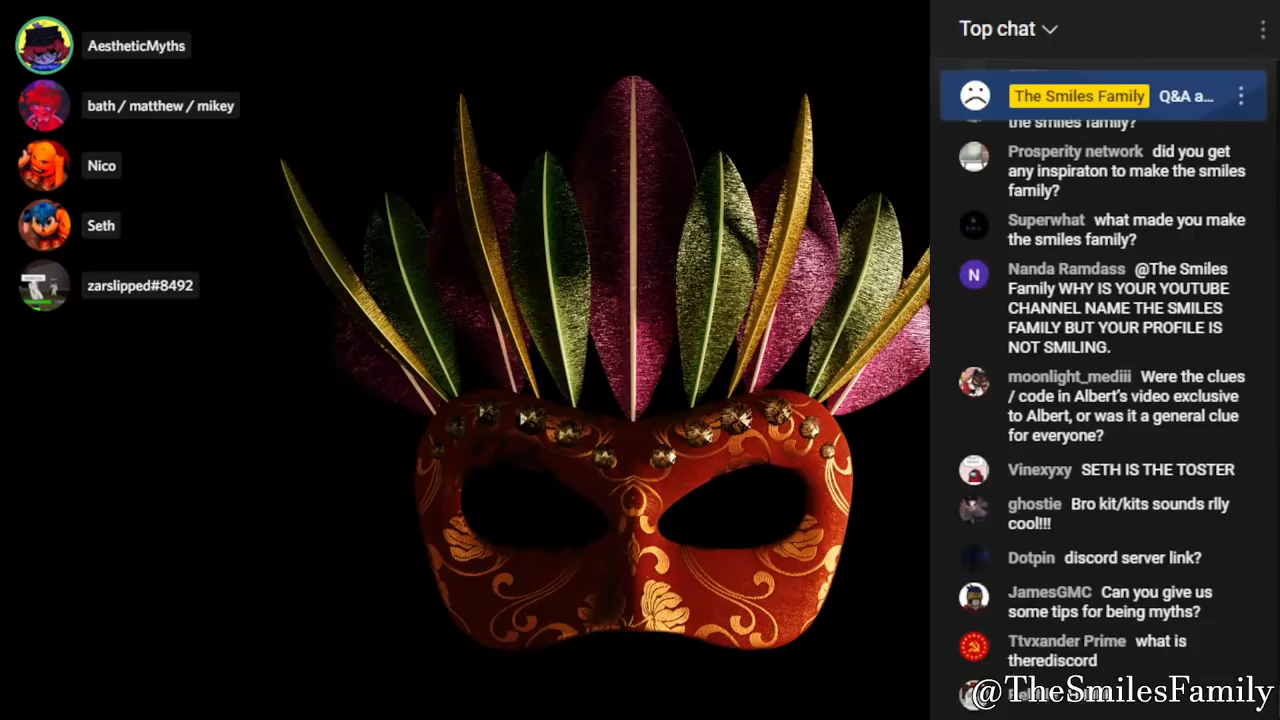 AestheticMyths
bath / matthew / mikey
Nico
Seth
zarslipped#8492
Top chat
The Smiles Family Q&A a...
the smiles family?
Prosperity network did you get
any inspiraton to make the smiles
family?
Superwhat what made you make
the smiles family?
N
Nanda Ramdass @The Smiles
Family WHY IS YOUR YOUTUBE
CHANNEL NAME THE SMILES
FAMILY BUT YOUR PROFILE IS
NOT SMILING.
moonlight_mediii Were the clues
/ code in Albert's video exclusive
to Albert, or was it a general clue
for everyone?
Vinexyxy SETH IS THE TOSTER
ghostie Bro kit/kits sounds rlly
cool!!!
Dotpin discord server link?
JamesGMC Can you give us
some tips for being myths?
Ttvxander Prime what is
therediscord
@TheSmilesFamily